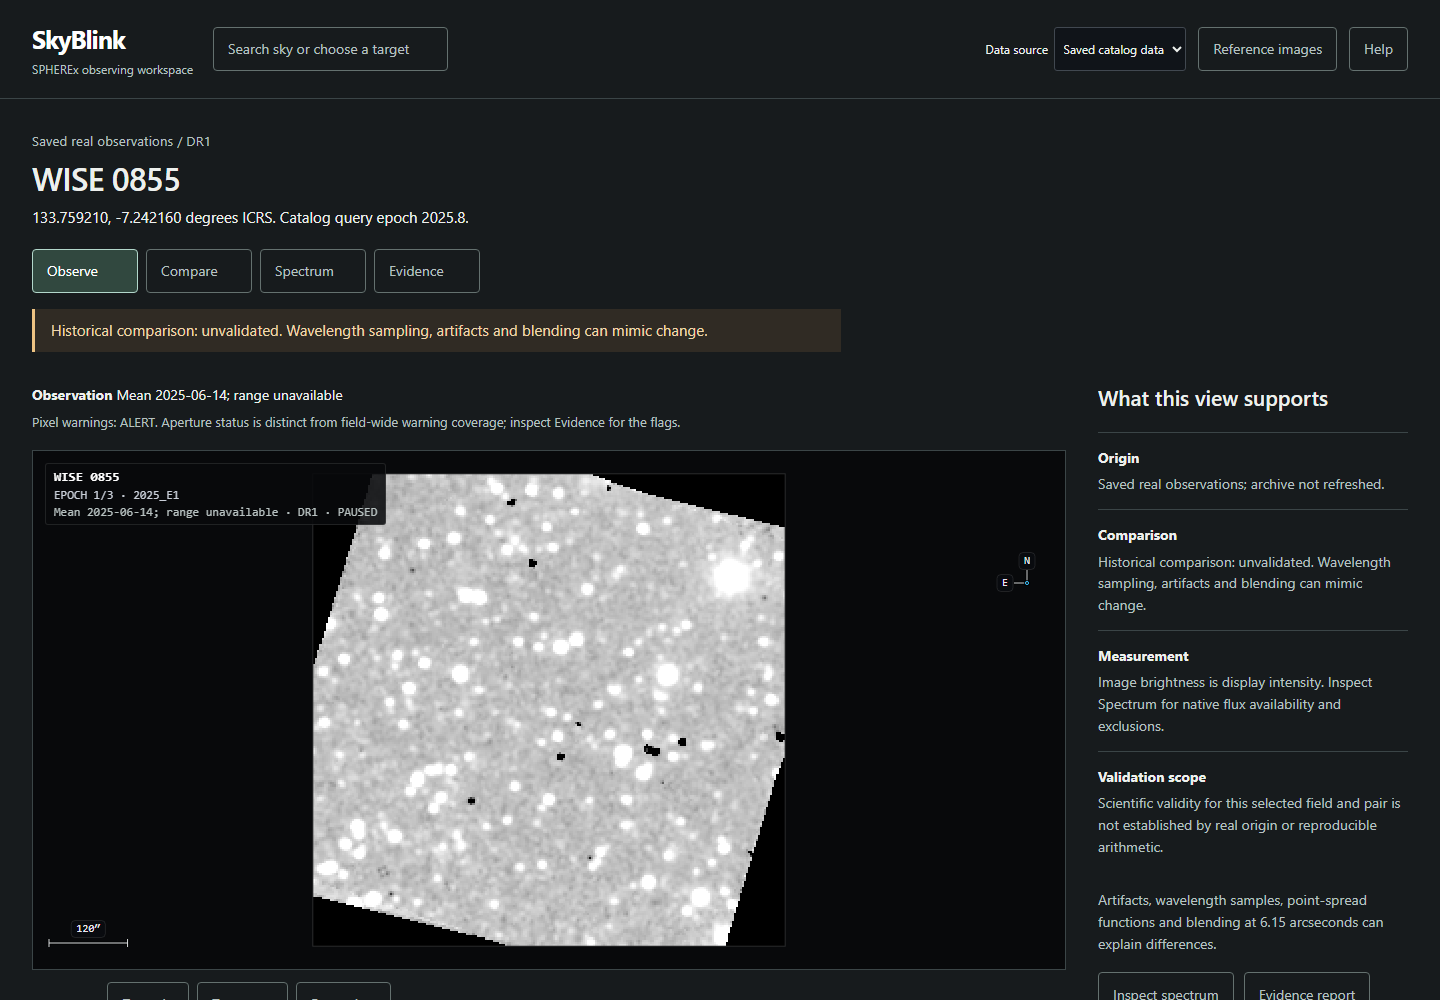 SkyBlink
SPHEREx observing workspace
Search sky or choose a target
Data source
Saved catalog data
Reference images
Help
Saved real observations / DR1
WISE 0855
133.759210, -7.242160 degrees ICRS. Catalog query epoch 2025.8.
Observe
Compare
Spectrum
Evidence
Historical comparison: unvalidated. Wavelength sampling, artifacts and blending can mimic change.
Observation Mean 2025-06-14; range unavailable
Pixel warnings: ALERT. Aperture status is distinct from field-wide warning coverage; inspect Evidence for the flags.
WISE 0855
EPOCH 1/3 · 2025_E1
Mean 2025-06-14; range unavailable · DR1 · PAUSED
N
E
120″
What this view supports
Origin
Saved real observations; archive not refreshed.
Comparison
Historical comparison: unvalidated. Wavelength
sampling, artifacts and blending can mimic
change.
Measurement
Image brightness is display intensity. Inspect
Spectrum for native flux availability and
exclusions.
Validation scope
Scientific validity for this selected field and pair is
not established by real origin or reproducible
arithmetic.
Artifacts, wavelength samples, point-spread
functions and blending at 6.15 arcseconds can
explain differences.
Inspect spectrum
Evidence report